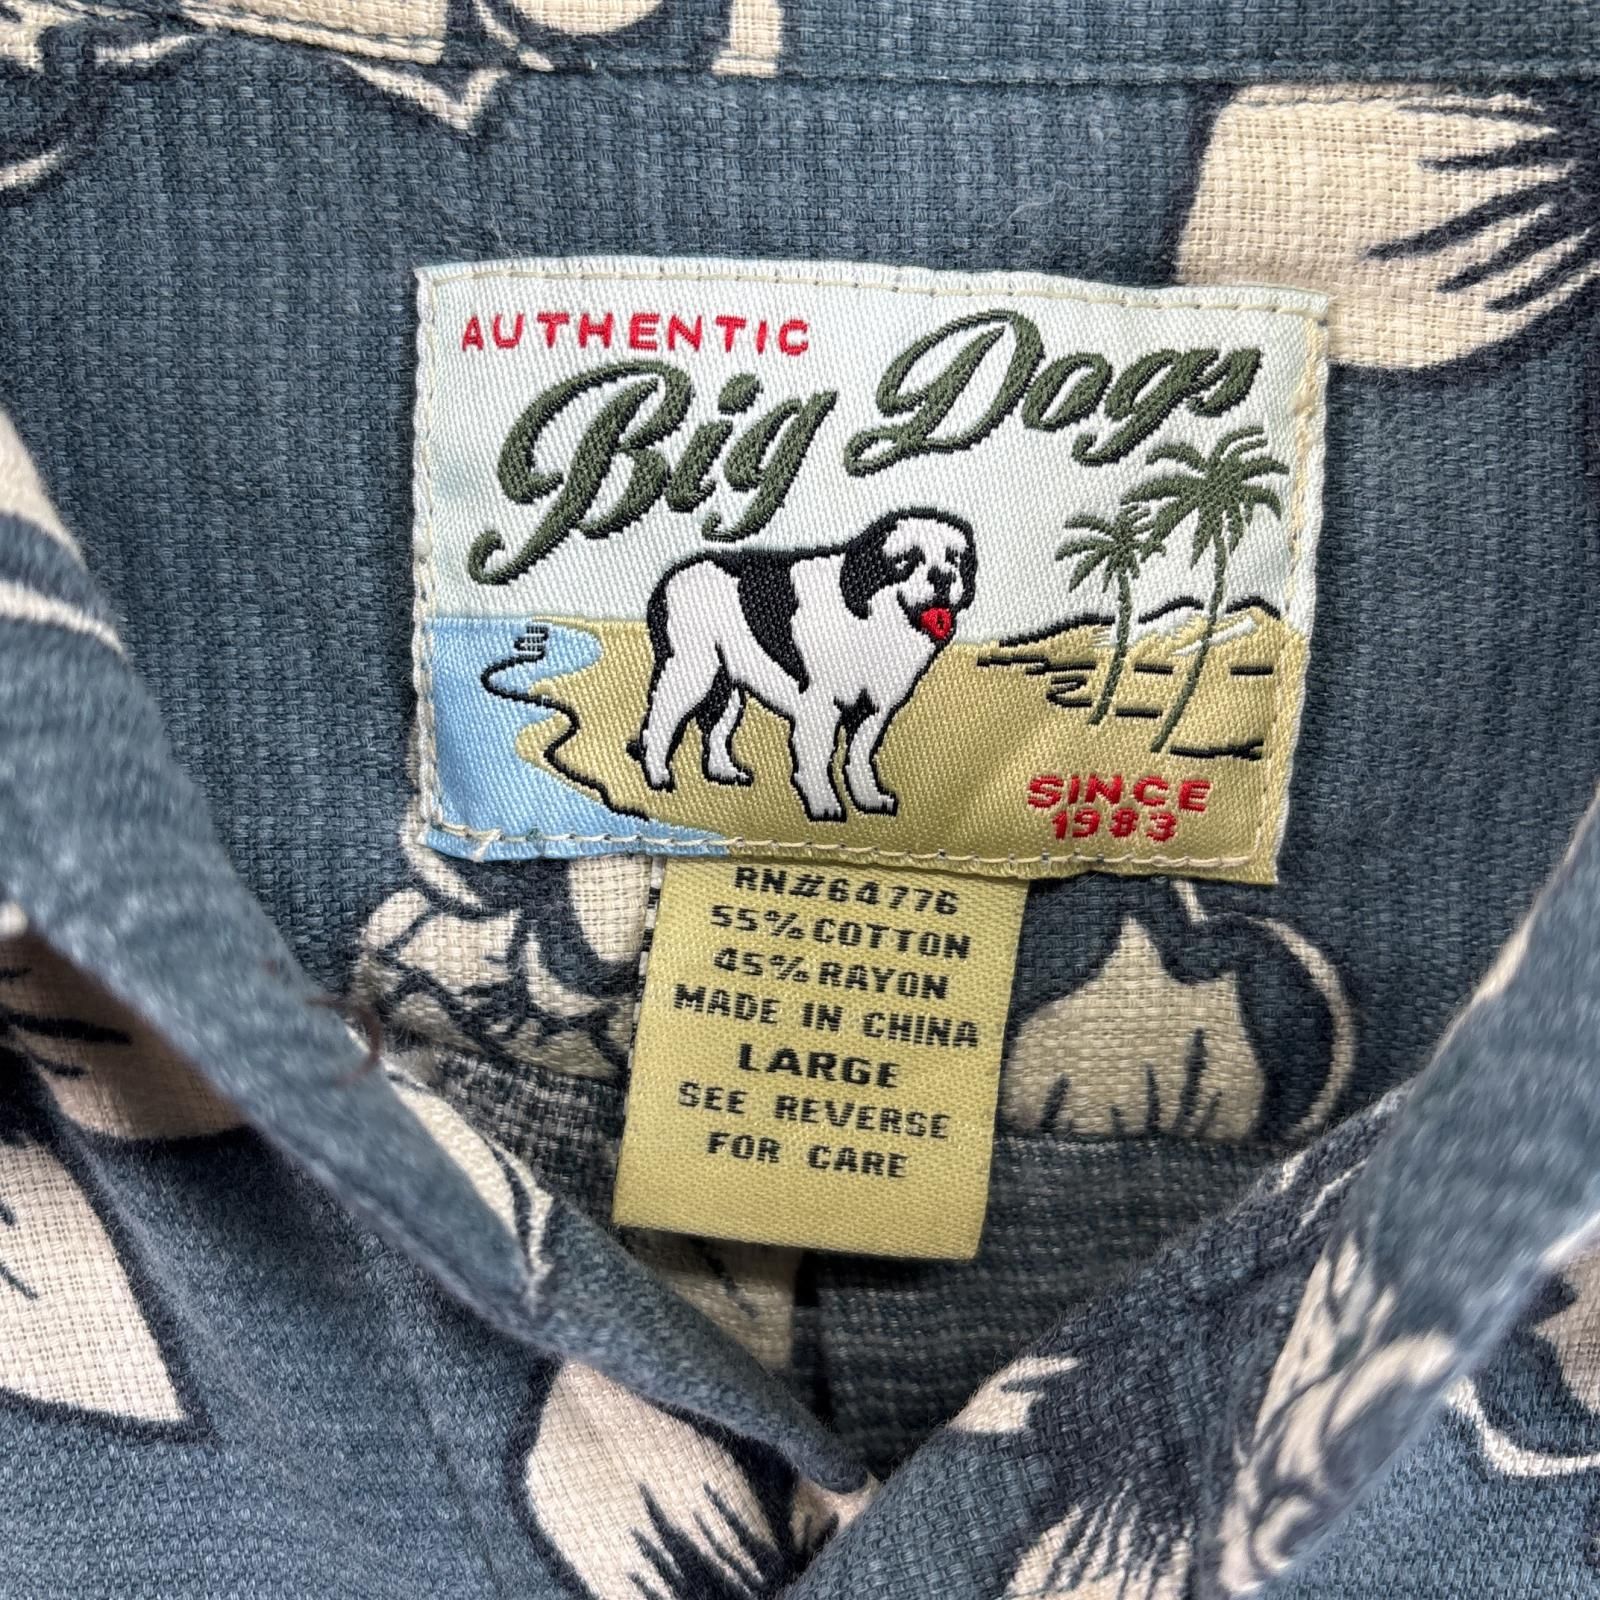 AUTHENTIC
Big Dogs
SINCE
1983
RN#64776
55% COTTON
45% RAYON
MADE IN CHINA
LARGE
SEE REVERSE
FOR CARE